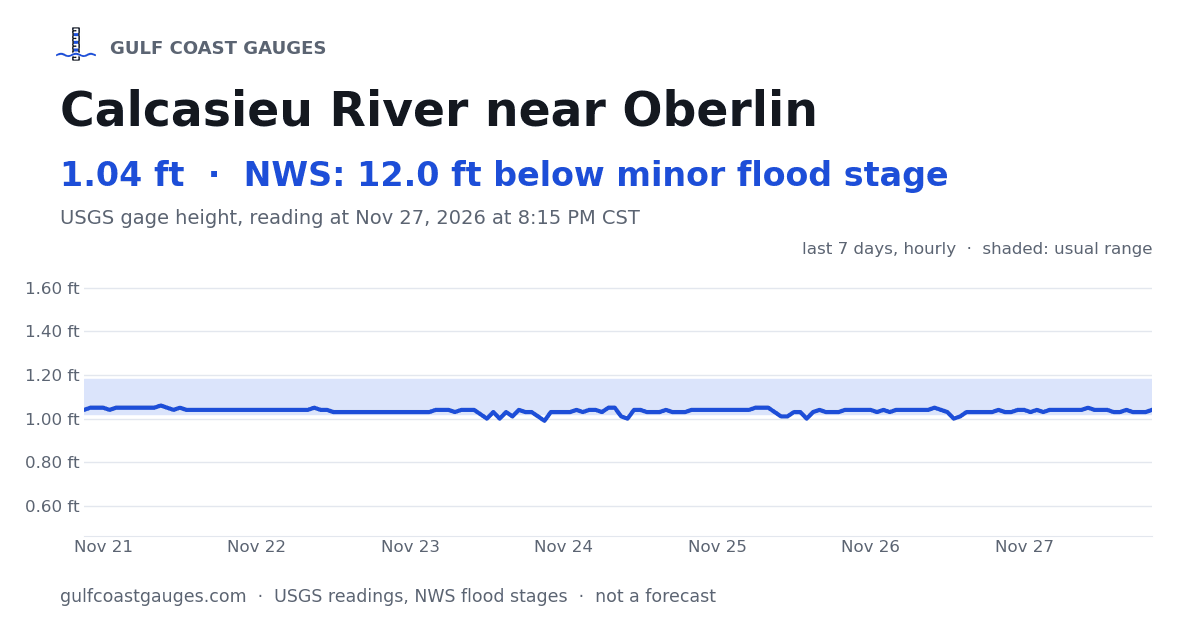 GULF COAST GAUGES
Calcasieu River near Oberlin
1.04 ft · NWS: 12.0 ft below minor flood stage
USGS gage height, reading at Nov 27, 2026 at 8:15 PM CST
last 7 days, hourly · shaded: usual range
1.60 ft
1.40 ft
1.20 ft
1.00 ft
0.80 ft
0.60 ft
Nov 21 Nov 22 Nov 23 Nov 24 Nov 25 Nov 26 Nov 27
gulfcoastgauges.com · USGS readings, NWS flood stages · not a forecast